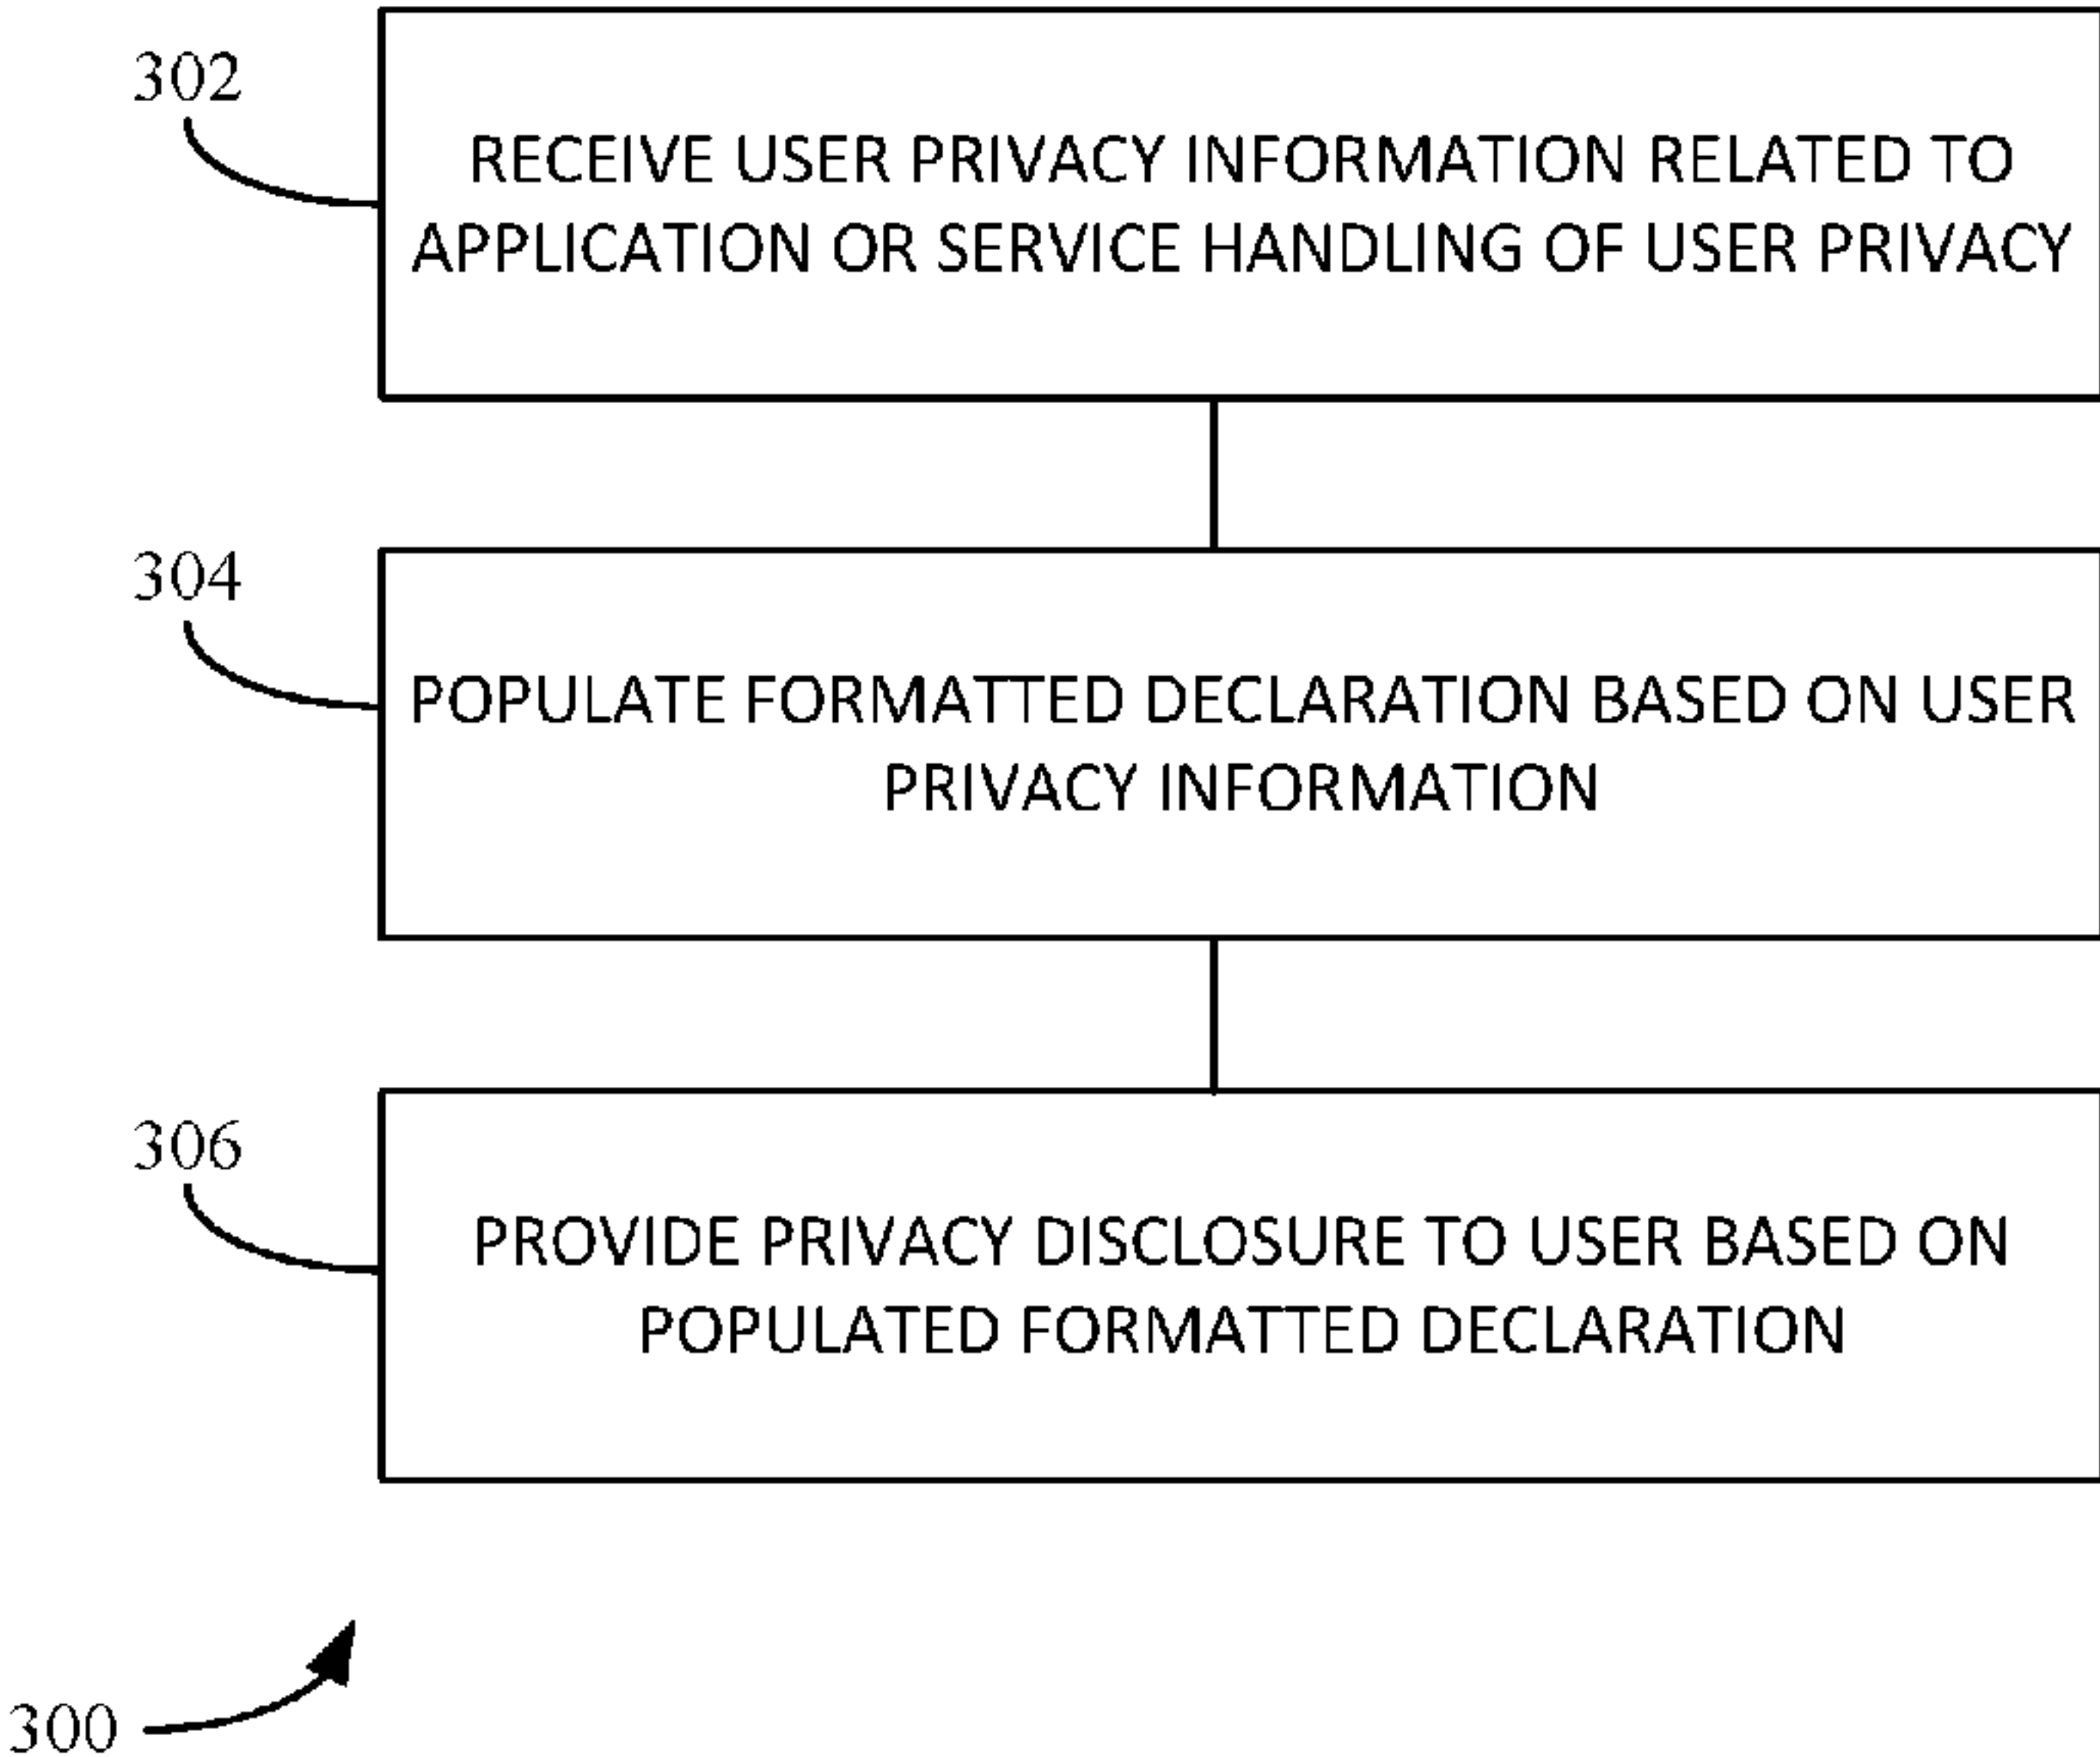 302
RECEIVE USER PRIVACY INFORMATION RELATED TO
APPLICATION OR SERVICE HANDLING OF USER PRIVACY
304
POPULATE FORMATTED DECLARATION BASED ON USER
PRIVACY INFORMATION
306
PROVIDE PRIVACY DISCLOSURE TO USER BASED ON
POPULATED FORMATTED DECLARATION
300